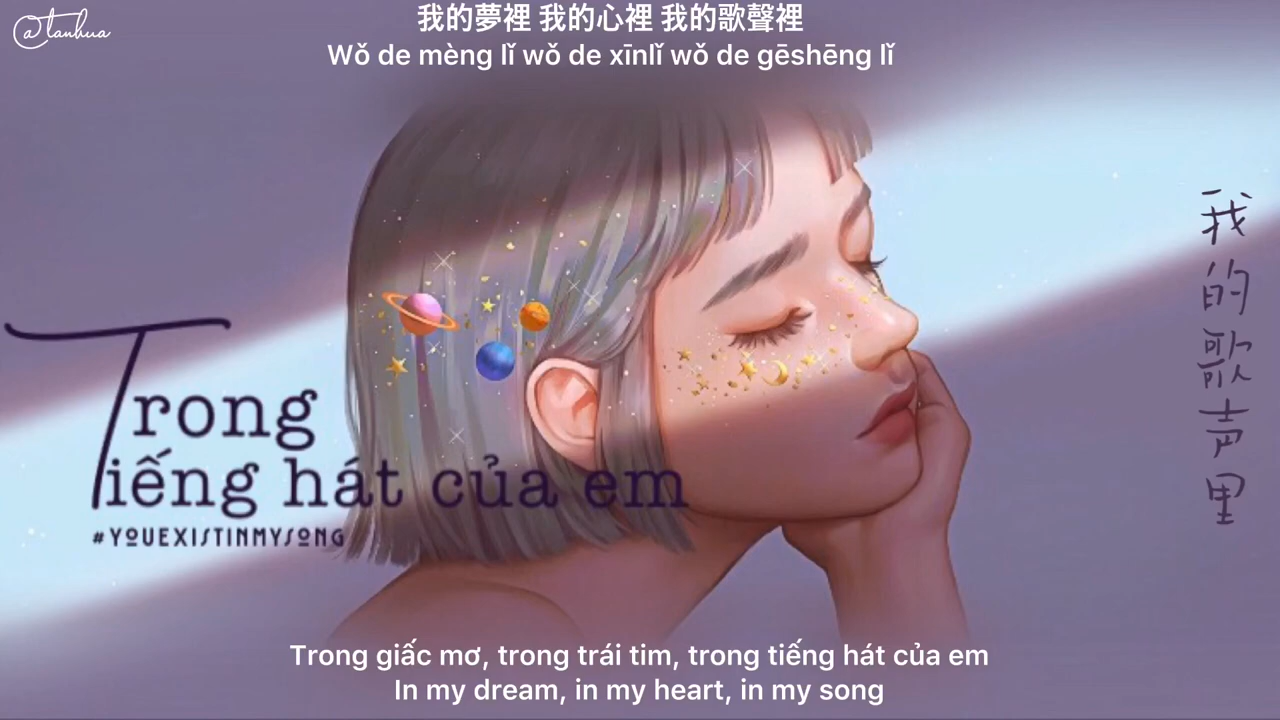 @tanhua
我的夢裡 我的心裡 我的歌聲裡
Wǒ de mèng lǐ wǒ de xīnlǐ wǒ de gēshēng lǐ
我的歌声里
Trong
Tiếng hát của em
#YOUEXISTINMYSONG
Trong giấc mơ, trong trái tim, trong tiếng hát của em
In my dream, in my heart, in my song